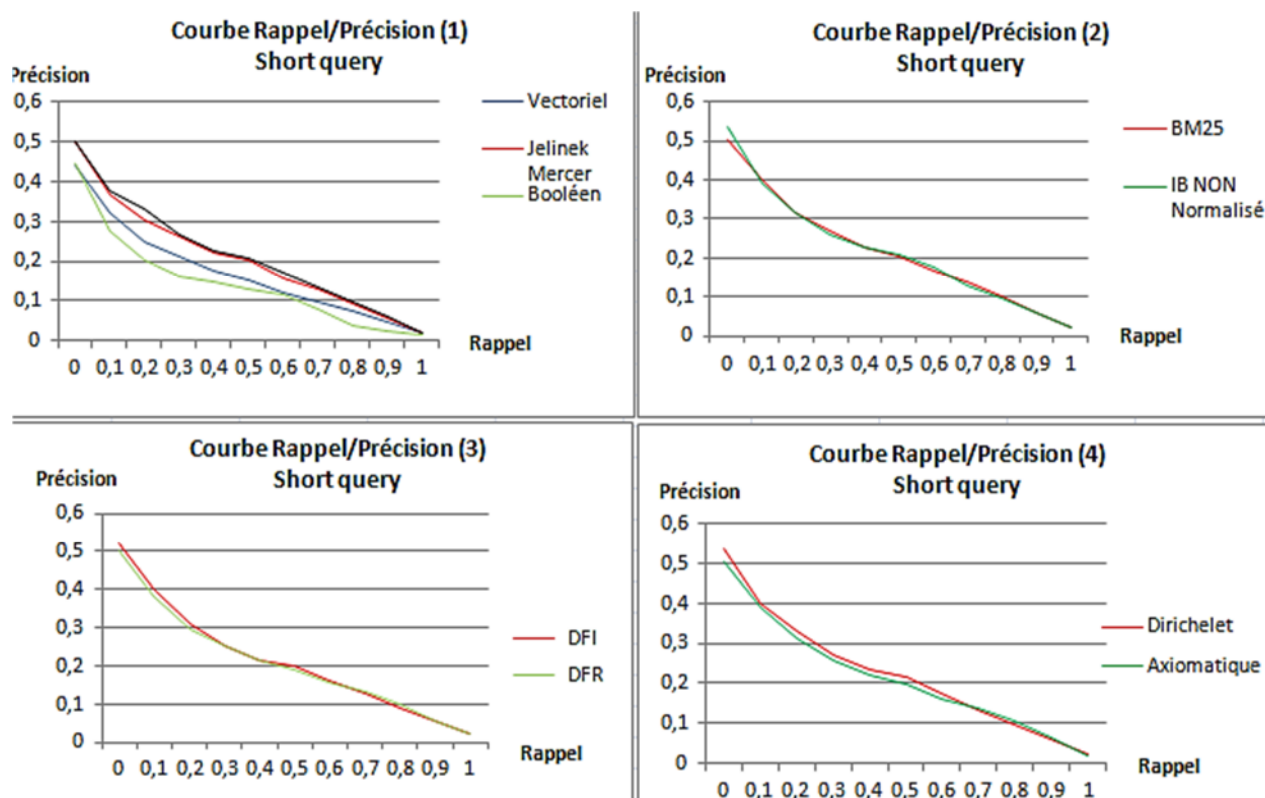 Courbe Rappel/Précision (1)
Short query
Précision
0,6
0,5
0,4
0,3
0,2
0,1
0
0 0,1 0,2 0,3 0,4 0,5 0,6 0,7 0,8 0,9 1
Rappel
Vectoriel
Jelinek
Mercer
Booléen
Courbe Rappel/Précision (2)
Short query
Précision
0,6
0,5
0,4
0,3
0,2
0,1
0
0 0,1 0,2 0,3 0,4 0,5 0,6 0,7 0,8 0,9 1
Rappel
BM25
IB NON
Normalisé
Courbe Rappel/Précision (3)
Short query
Précision
0,6
0,5
0,4
0,3
0,2
0,1
0
0 0,1 0,2 0,3 0,4 0,5 0,6 0,7 0,8 0,9 1
Rappel
DFI
DFR
Courbe Rappel/Précision (4)
Short query
Précision
0,6
0,5
0,4
0,3
0,2
0,1
0
0 0,1 0,2 0,3 0,4 0,5 0,6 0,7 0,8 0,9 1
Rappel
Dirichelet
Axiomatique